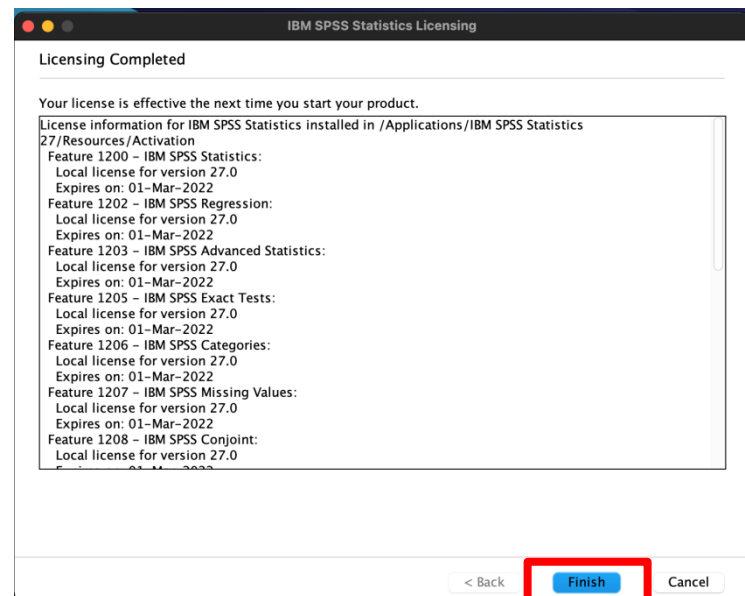 IBM SPSS Statistics Licensing
Licensing Completed
Your license is effective the next time you start your product.
License information for IBM SPSS Statistics installed in /Applications/IBM SPSS Statistics
27/Resources/Activation
Feature 1200 – IBM SPSS Statistics:
Local license for version 27.0
Expires on: 01-Mar-2022
Feature 1202 – IBM SPSS Regression:
Local license for version 27.0
Expires on: 01-Mar-2022
Feature 1203 – IBM SPSS Advanced Statistics:
Local license for version 27.0
Expires on: 01-Mar-2022
Feature 1205 – IBM SPSS Exact Tests:
Local license for version 27.0
Expires on: 01-Mar-2022
Feature 1206 – IBM SPSS Categories:
Local license for version 27.0
Expires on: 01-Mar-2022
Feature 1207 – IBM SPSS Missing Values:
Local license for version 27.0
Expires on: 01-Mar-2022
Feature 1208 – IBM SPSS Conjoint:
Local license for version 27.0
< Back Finish Cancel